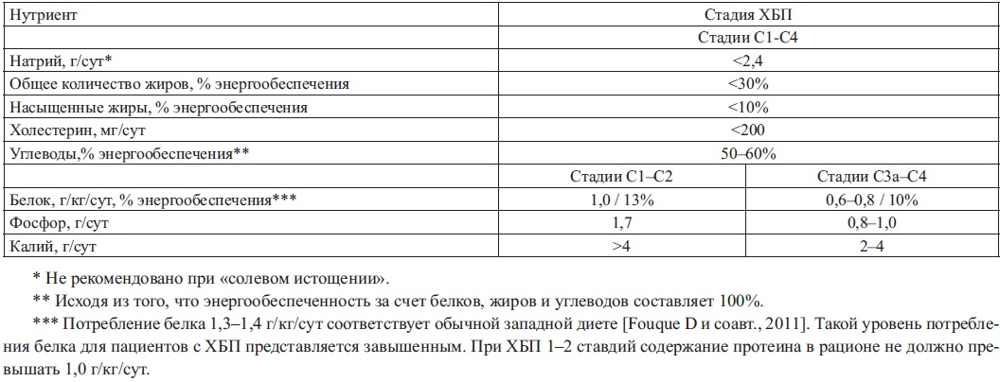 Нутриент Стадия ХБП
Стадии С1-С4
Натрий, г/сут* <2,4
Общее количество жиров, % энергообеспечения <30%
Насыщенные жиры, % энергообеспечения <10%
Холестерин, мг/сут <200
Углеводы,% энергообеспечения** 50–60%
Стадии С1–С2 Стадии С3а–С4
Белок, г/кг/сут, % энергообеспечения*** 1,0 / 13% 0,6–0,8 / 10%
Фосфор, г/сут 1,7 0,8–1,0
Калий, г/сут >4 2–4
* Не рекомендовано при «солевом истощении».
** Исходя из того, что энергообеспеченность за счет белков, жиров и углеводов составляет 100%.
*** Потребление белка 1,3–1,4 г/кг/сут соответствует обычной западной диете [Fouque D и соавт., 2011]. Такой уровень потребле-
ния белка для пациентов с ХБП представляется завышенным. При ХБП 1–2 ставдий содержание протеина в рационе не должно пре-
вышать 1,0 г/кг/сут.